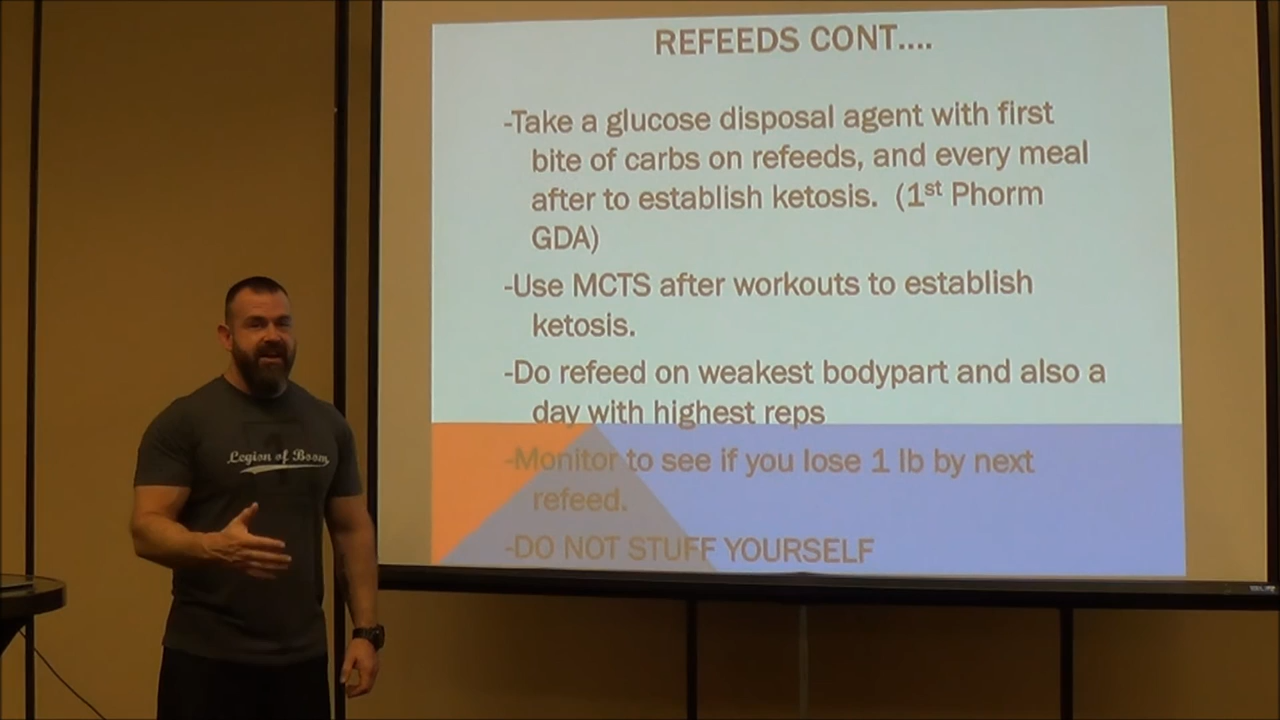 REFEEDS CONT....
-Take a glucose disposal agent with first
bite of carbs on refeeds, and every meal
after to establish ketosis. (1st Phorm
GDA)
-Use MCTS after workouts to establish
ketosis.
-Do refeed on weakest bodypart and also a
day with highest reps
-Monitor to see if you lose 1 lb by next
refeed.
-DO NOT STUFF YOURSELF
Legion of Boom